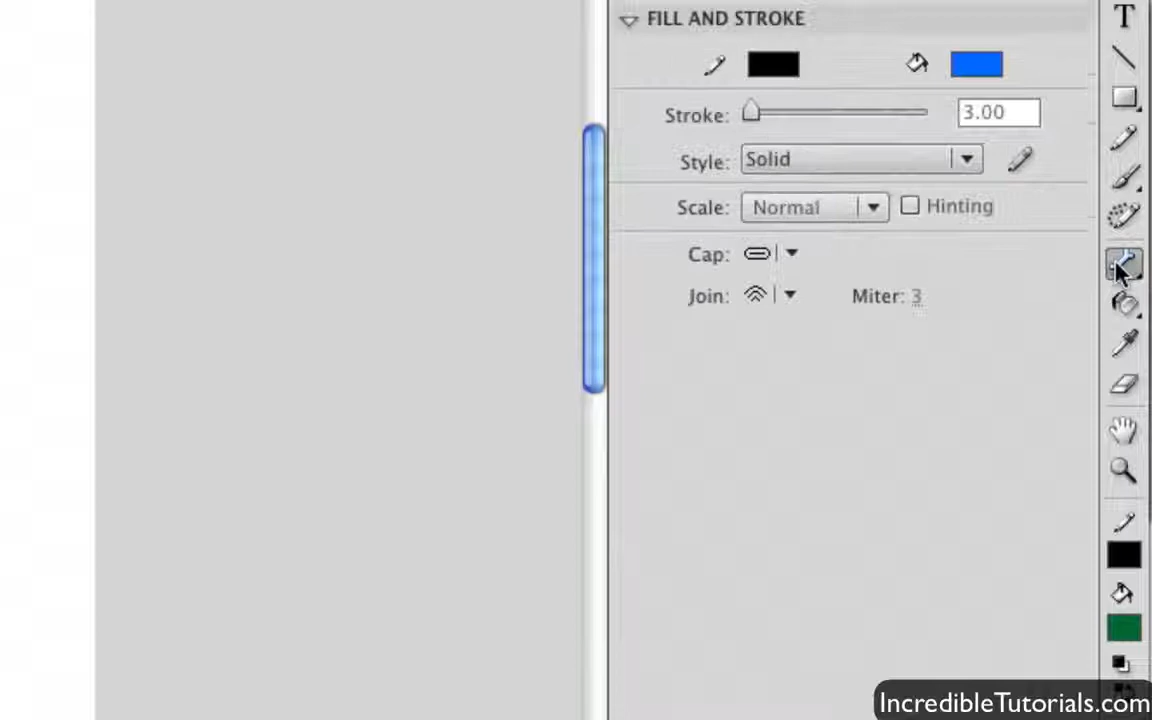 FILL AND STROKE
T
Stroke: 3.00
Style: Solid
Scale: Normal Hinting
Cap:
Join: Miter: 3
IncredibleTutorials.com